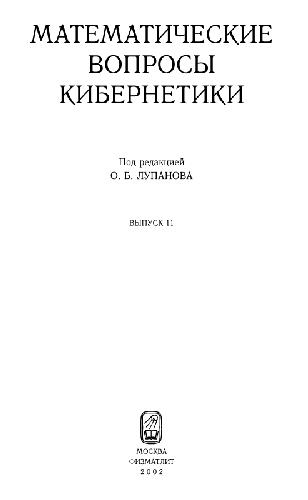 МАТЕМАТИЧЕСКИЕ
ВОПРОСЫ
КИБЕРНЕТИКИ
Под редакцией
О. Б. ЛУПАНОВА
ВЫПУСК 11
МОСКВА
ФИЗМАТЛИТ
2002